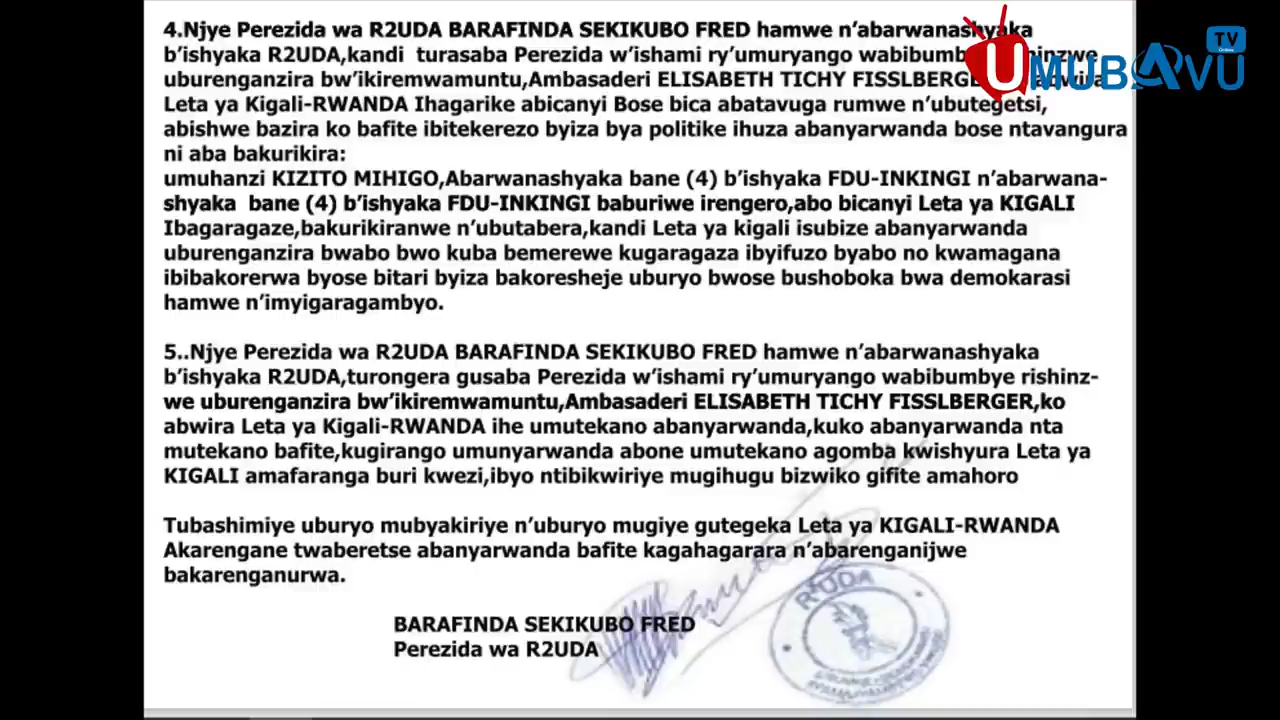 4.Njye Perezida wa R2UDA BARAFINDA SEKIKUBO FRED hamwe n’abarwanashyaka
b’ishyaka R2UDA,kandi turasaba Perezida w’ishami ry’umuryango
uburenganzira bw’ikiremwamuntu,Ambasaderi ELISABETH TICHY
Leta ya Kigali-RWANDA Ihagarike abicanyi Bose bica abatavuga rumwe n’ubutegetsi,
abishwe bazira ko bafite ibitekerezo byiza bya politike ihuza abanyarwanda bose ntavangura
ni aba bakurikira:
umuhanzi KIZITO MIHIGO,Abarwanashyaka bane (4) b’ishyaka FDU-INKINGI n’abarwana-
shyaka bane (4) b’ishyaka FDU-INKINGI baburiwe irengero,abo bicanyi Leta ya KIGALI
Ibagaragaze,bakurikiranwe n’ubutabera,kandi Leta ya kigali isubize abanyarwanda
uburenganzira bwabo bwo kuba bemerewe kugaragaza ibyifuzo byabo no kwamagana
ibibakorerwa byose bitari byiza bakoresheje uburyo bwose bushoboka bwa demokarasi
hamwe n’imyigaragambyo.
5..Njye Perezida wa R2UDA BARAFINDA SEKIKUBO FRED hamwe n’abarwanashyaka
b’ishyaka R2UDA,turongera gusaba Perezida w’ishami ry’umuryango wabibumbye rishinz-
we uburenganzira bw’ikiremwamuntu,Ambasaderi ELISABETH TICHY FISSLBERGER,ko
abwira Leta ya Kigali-RWANDA ihe umutekano abanyarwanda,kuko abanyarwanda nta
mutekano bafite,kugirango umunyarwanda abone umutekano agomba kwishyura Leta ya
KIGALI amafaranga buri kwezi,ibyo ntibikwiriye mugihugu bizwiko gifite amahoro
Tubashimiye uburyo mubyakiriye n’uburyo mugiye gutegeka Leta ya KIGALI-RWANDA
Akarengane twaberetse abanyarwanda bafite kagahagarara n’abarenganijwe
bakarenganurwa.
BARAFINDA SEKIKUBO FRED
Perezida wa R2UDA
R²UDA
UMUBAVU
TV
Online